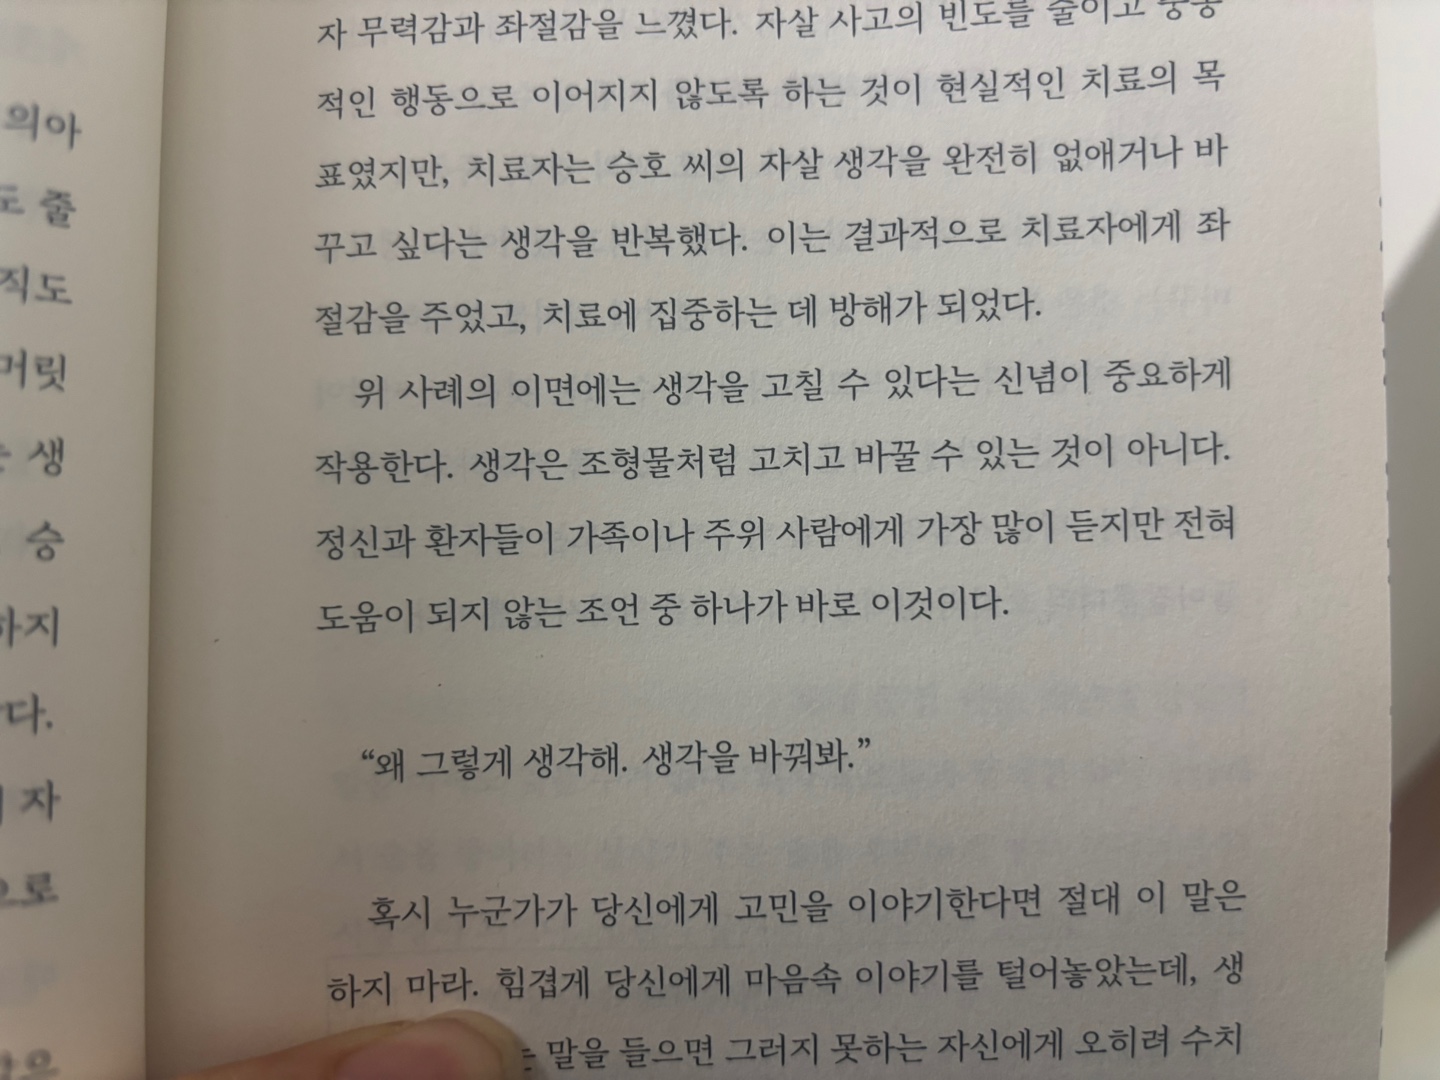 의아
도 줄
직도
머릿
는 생
승
하지
다.
자
으로
자 무력감과 좌절감을 느꼈다. 자살 사고의 빈도를 줄이고 충동
적인 행동으로 이어지지 않도록 하는 것이 현실적인 치료의 목
표였지만, 치료자는 승호 씨의 자살 생각을 완전히 없애거나 바
꾸고 싶다는 생각을 반복했다. 이는 결과적으로 치료자에게 좌
절감을 주었고, 치료에 집중하는 데 방해가 되었다.
위 사례의 이면에는 생각을 고칠 수 있다는 신념이 중요하게
작용한다. 생각은 조형물처럼 고치고 바꿀 수 있는 것이 아니다.
정신과 환자들이 가족이나 주위 사람에게 가장 많이 듣지만 전혀
도움이 되지 않는 조언 중 하나가 바로 이것이다.
“왜 그렇게 생각해. 생각을 바꿔봐.”
혹시 누군가가 당신에게 고민을 이야기한다면 절대 이 말은
하지 마라. 힘겹게 당신에게 마음속 이야기를 털어놓았는데, 생
말을 들으면 그러지 못하는 자신에게 오히려 수치